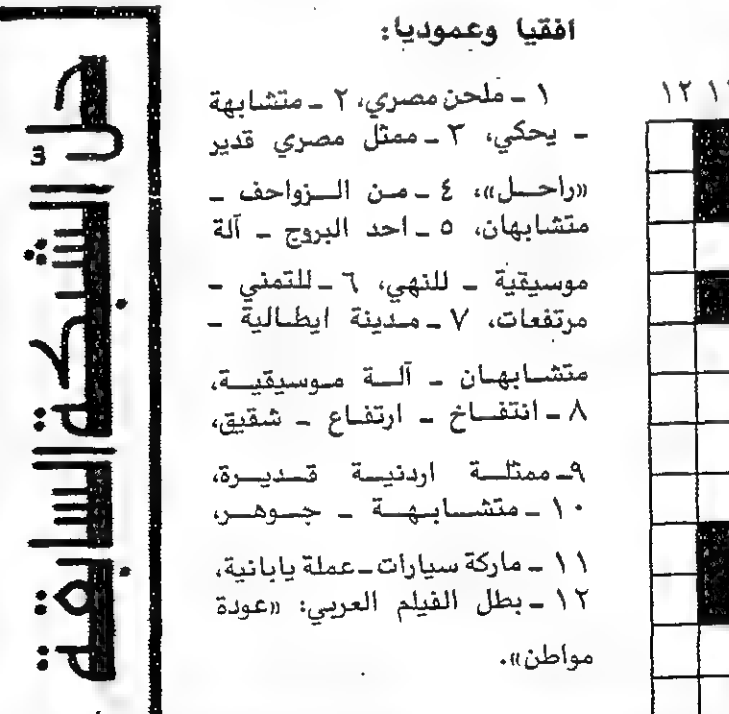 افقيا وعموديا:
١٢ ١١
١ ـ ملحن مصري، ٢ ـ متشابهة
ـ يحكي، ٣ ـ ممثل مصري قدير
«راحل»، ٤ ـ من الزواحف ـ
متشابهان، ٥ ـ احد البروج ـ آلة
موسيقية ـ للنهي، ٦ ـ للتمني ـ
مرتفعات، ٧ ـ مدينة ايطالية ـ
متشابهان ـ آلة موسيقية،
٨ ـ انتفاخ ـ ارتفاع ـ شقيق،
٩ـ ممثلة اردنية قديرة،
١٠ ـ متشابهة ـ جوهر،
١١ ـ ماركة سيارات ـ عملة يابانية،
١٢ ـ بطل الفيلم العربي: «عودة
مواطن».
حل الشبكة السابقة